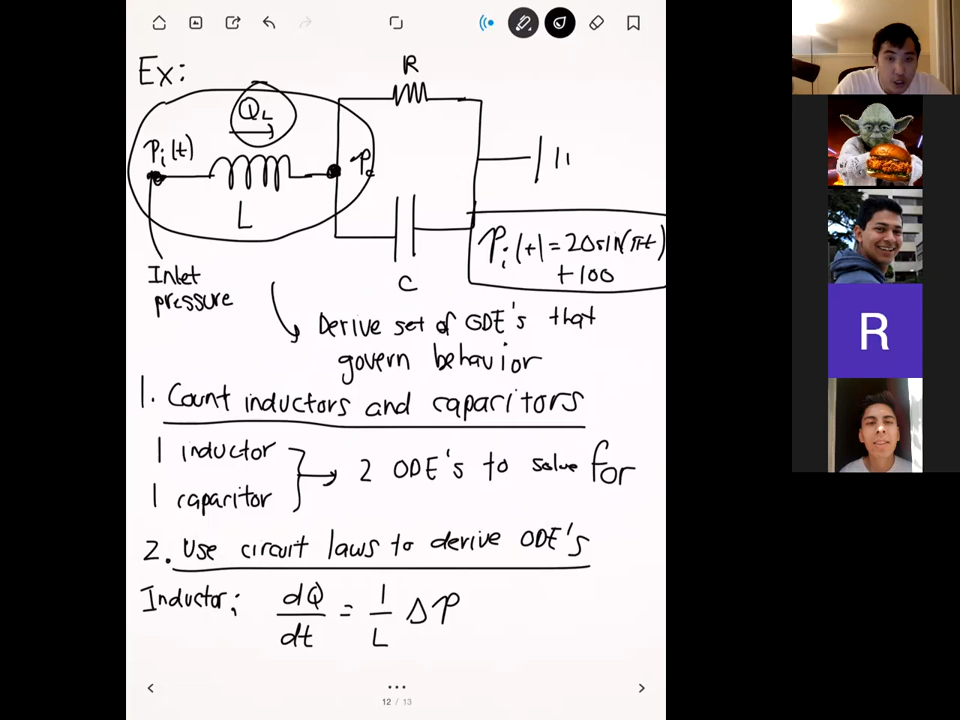 Ex:
R
QL
Pi(t)
Pc
L
C
Pi(t)=20sin(πt)
+100
Inlet
pressure
Derive set of ODE's that
govern behavior
1. Count inductors and capacitors
1 inductor
1 capacitor
2 ODE's to solve for
2. Use circuit laws to derive ODE's
Inductor: dQ/dt = 1/L ΔP
12 / 13
R